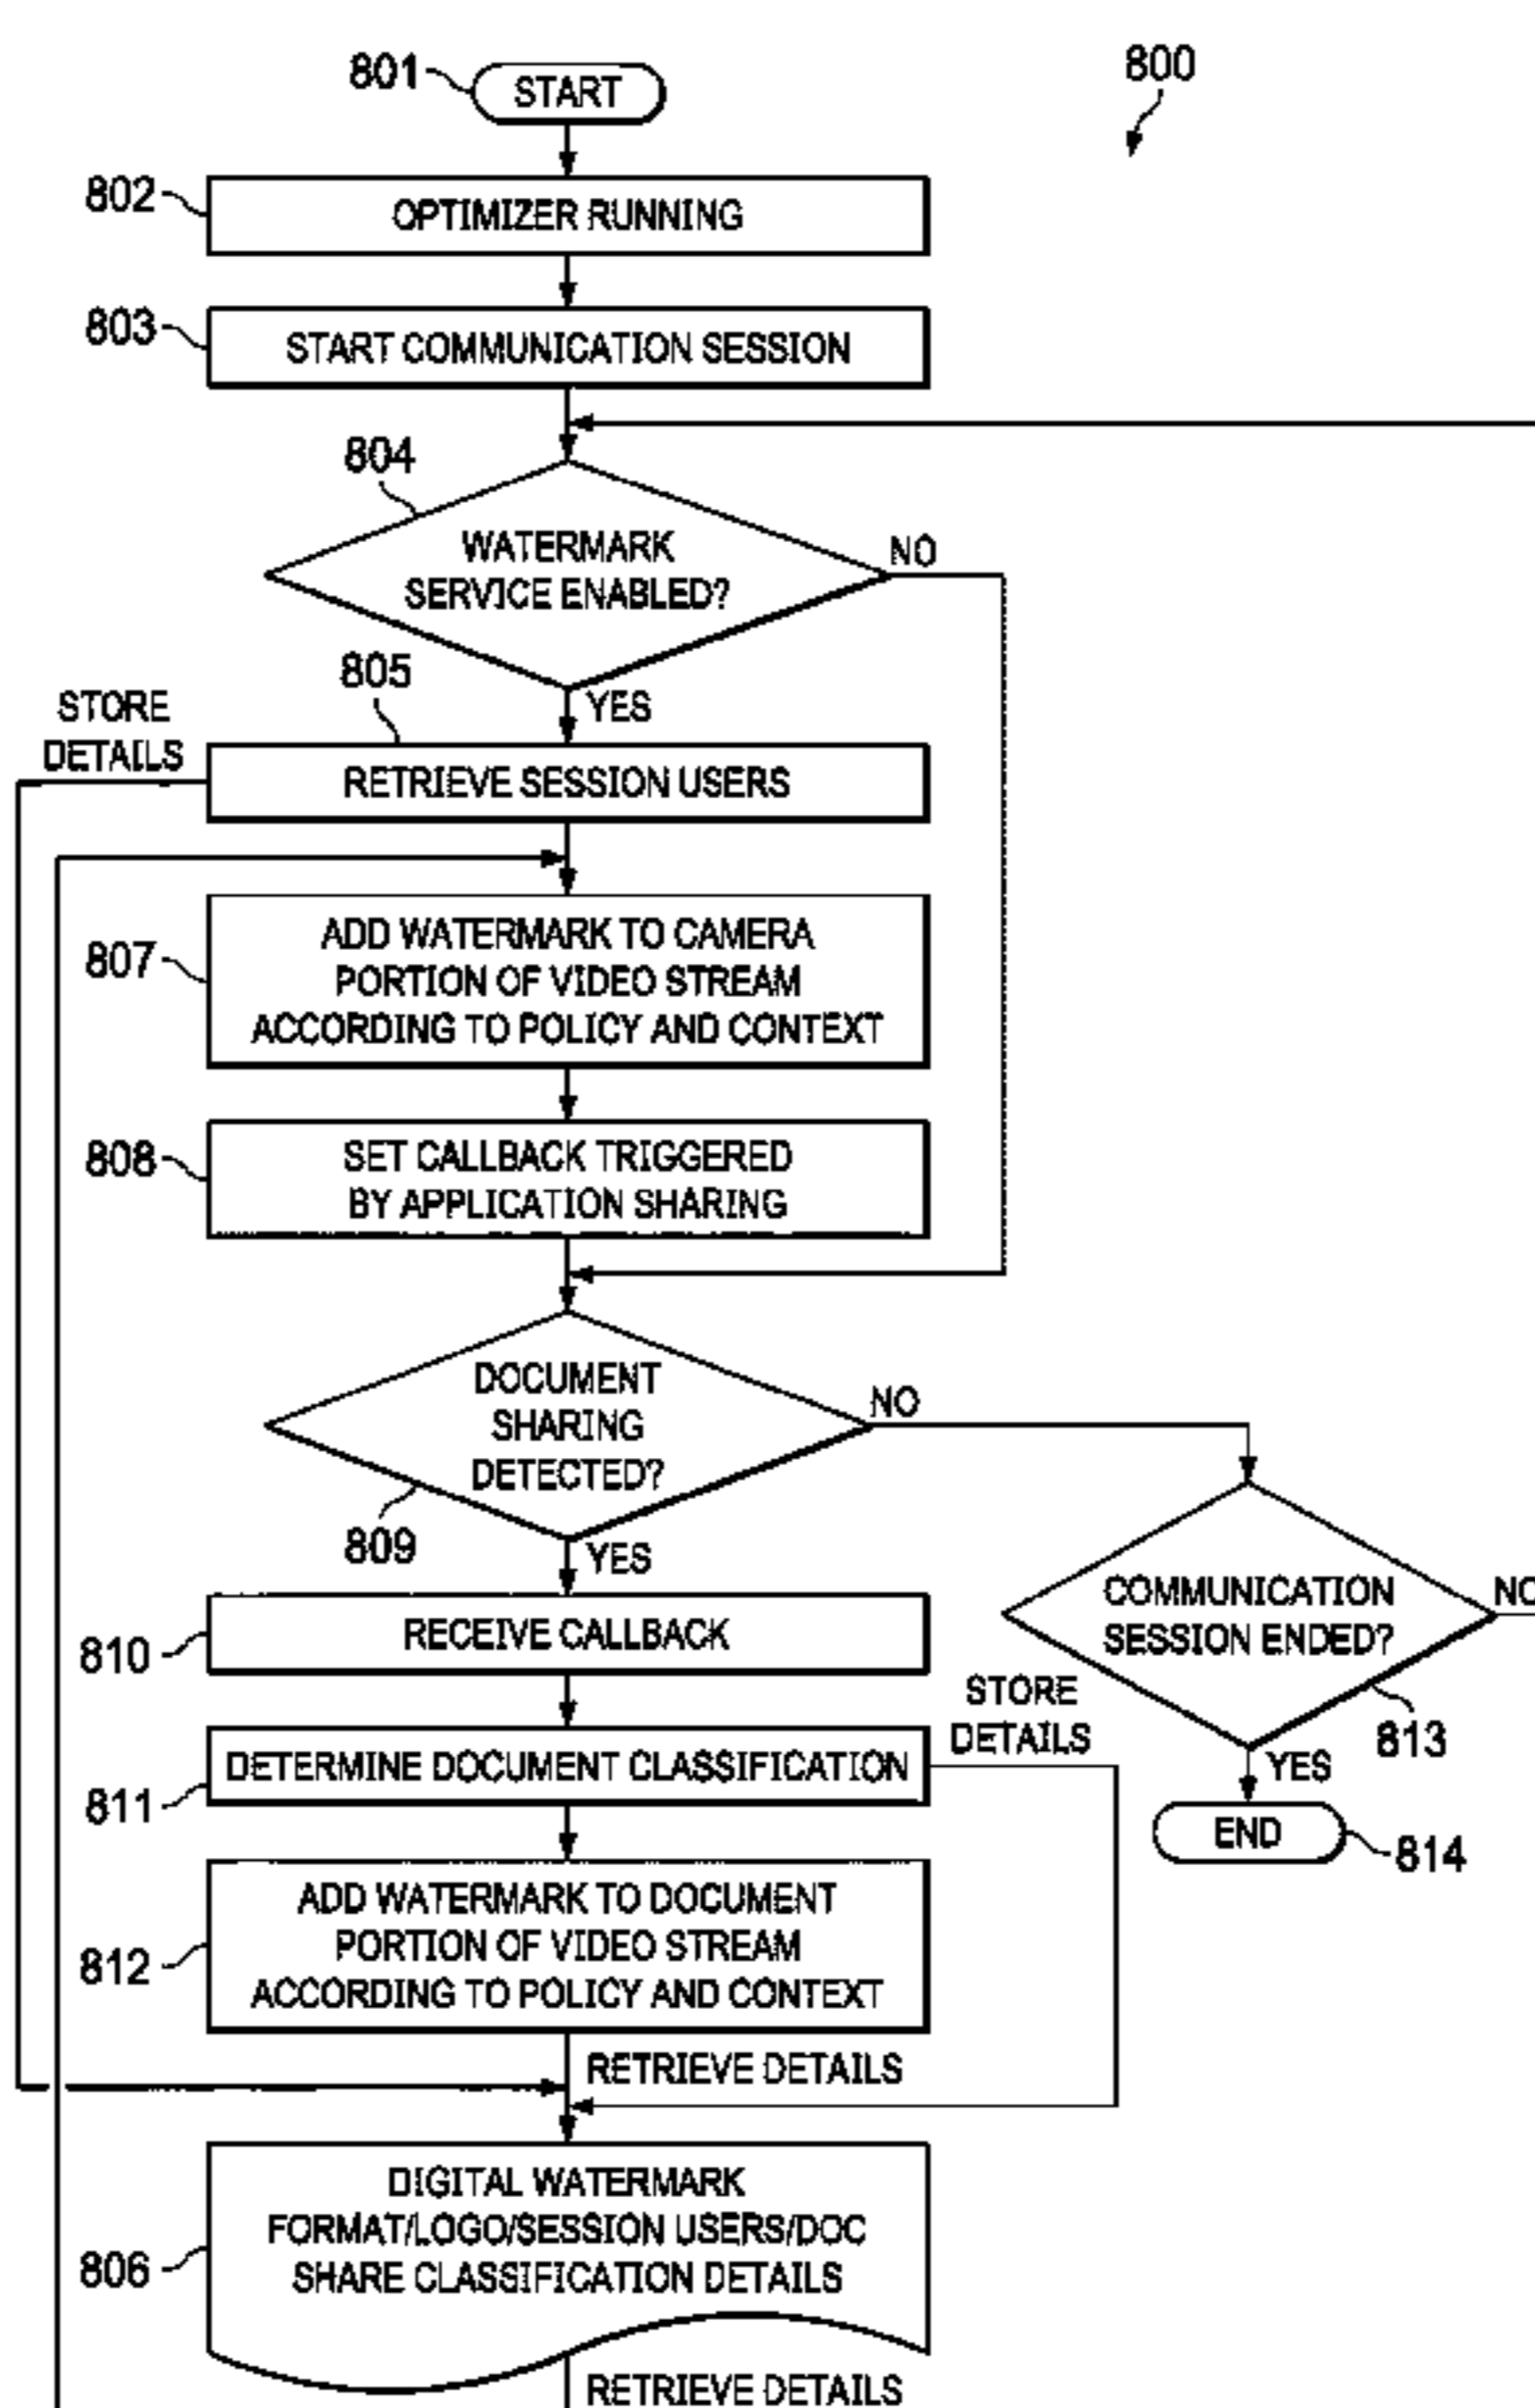 800
801
START
802
OPTIMIZER RUNNING
803
START COMMUNICATION SESSION
804
WATERMARK
SERVICE ENABLED?
NO
YES
805
STORE
DETAILS
RETRIEVE SESSION USERS
807
ADD WATERMARK TO CAMERA
PORTION OF VIDEO STREAM
ACCORDING TO POLICY AND CONTEXT
808
SET CALLBACK TRIGGERED
BY APPLICATION SHARING
DOCUMENT
SHARING
DETECTED?
NO
809
YES
COMMUNICATION
SESSION ENDED?
NO
813
YES
END
814
810
RECEIVE CALLBACK
STORE
DETAILS
811
DETERMINE DOCUMENT CLASSIFICATION
812
ADD WATERMARK TO DOCUMENT
PORTION OF VIDEO STREAM
ACCORDING TO POLICY AND CONTEXT
RETRIEVE DETAILS
806
DIGITAL WATERMARK
FORMAT/LOGO/SESSION USERS/DOC
SHARE CLASSIFICATION DETAILS
RETRIEVE DETAILS